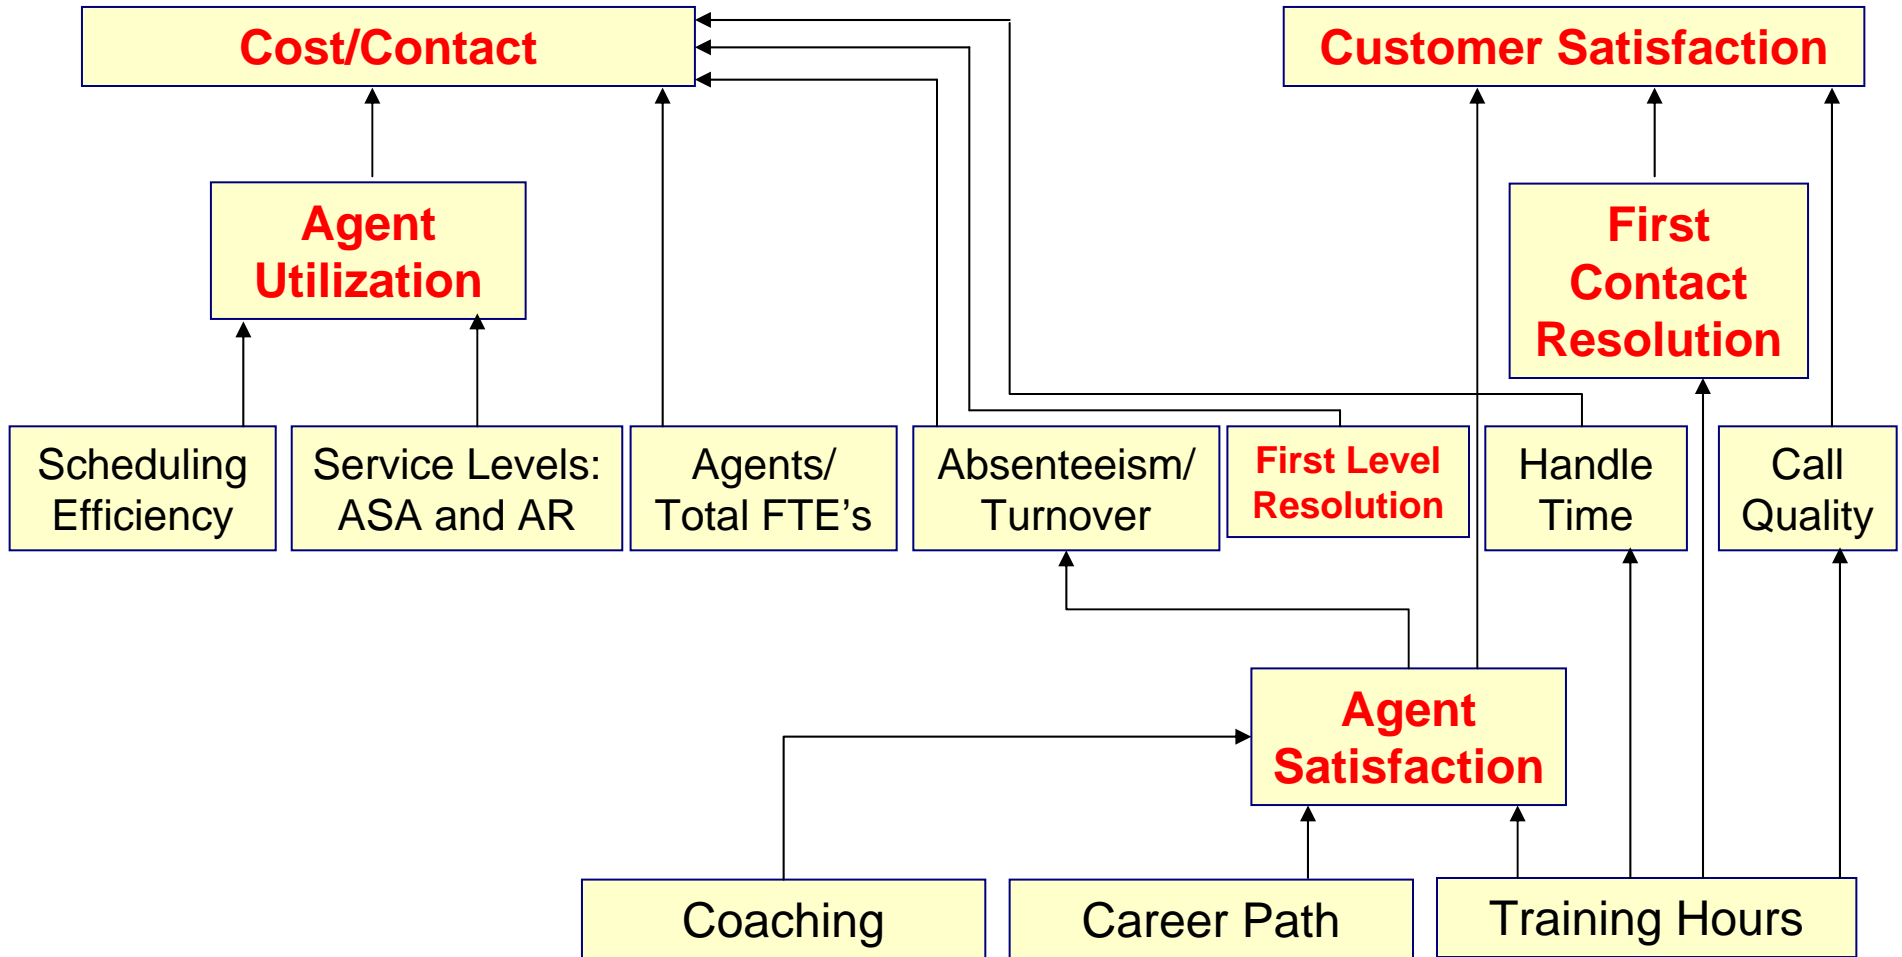 Cost/Contact
Customer Satisfaction
Agent
Utilization
First
Contact
Resolution
Scheduling
Efficiency
Service Levels:
ASA and AR
Agents/
Total FTE’s
Absenteeism/
Turnover
First Level
Resolution
Handle
Time
Call
Quality
Agent
Satisfaction
Coaching
Career Path
Training Hours